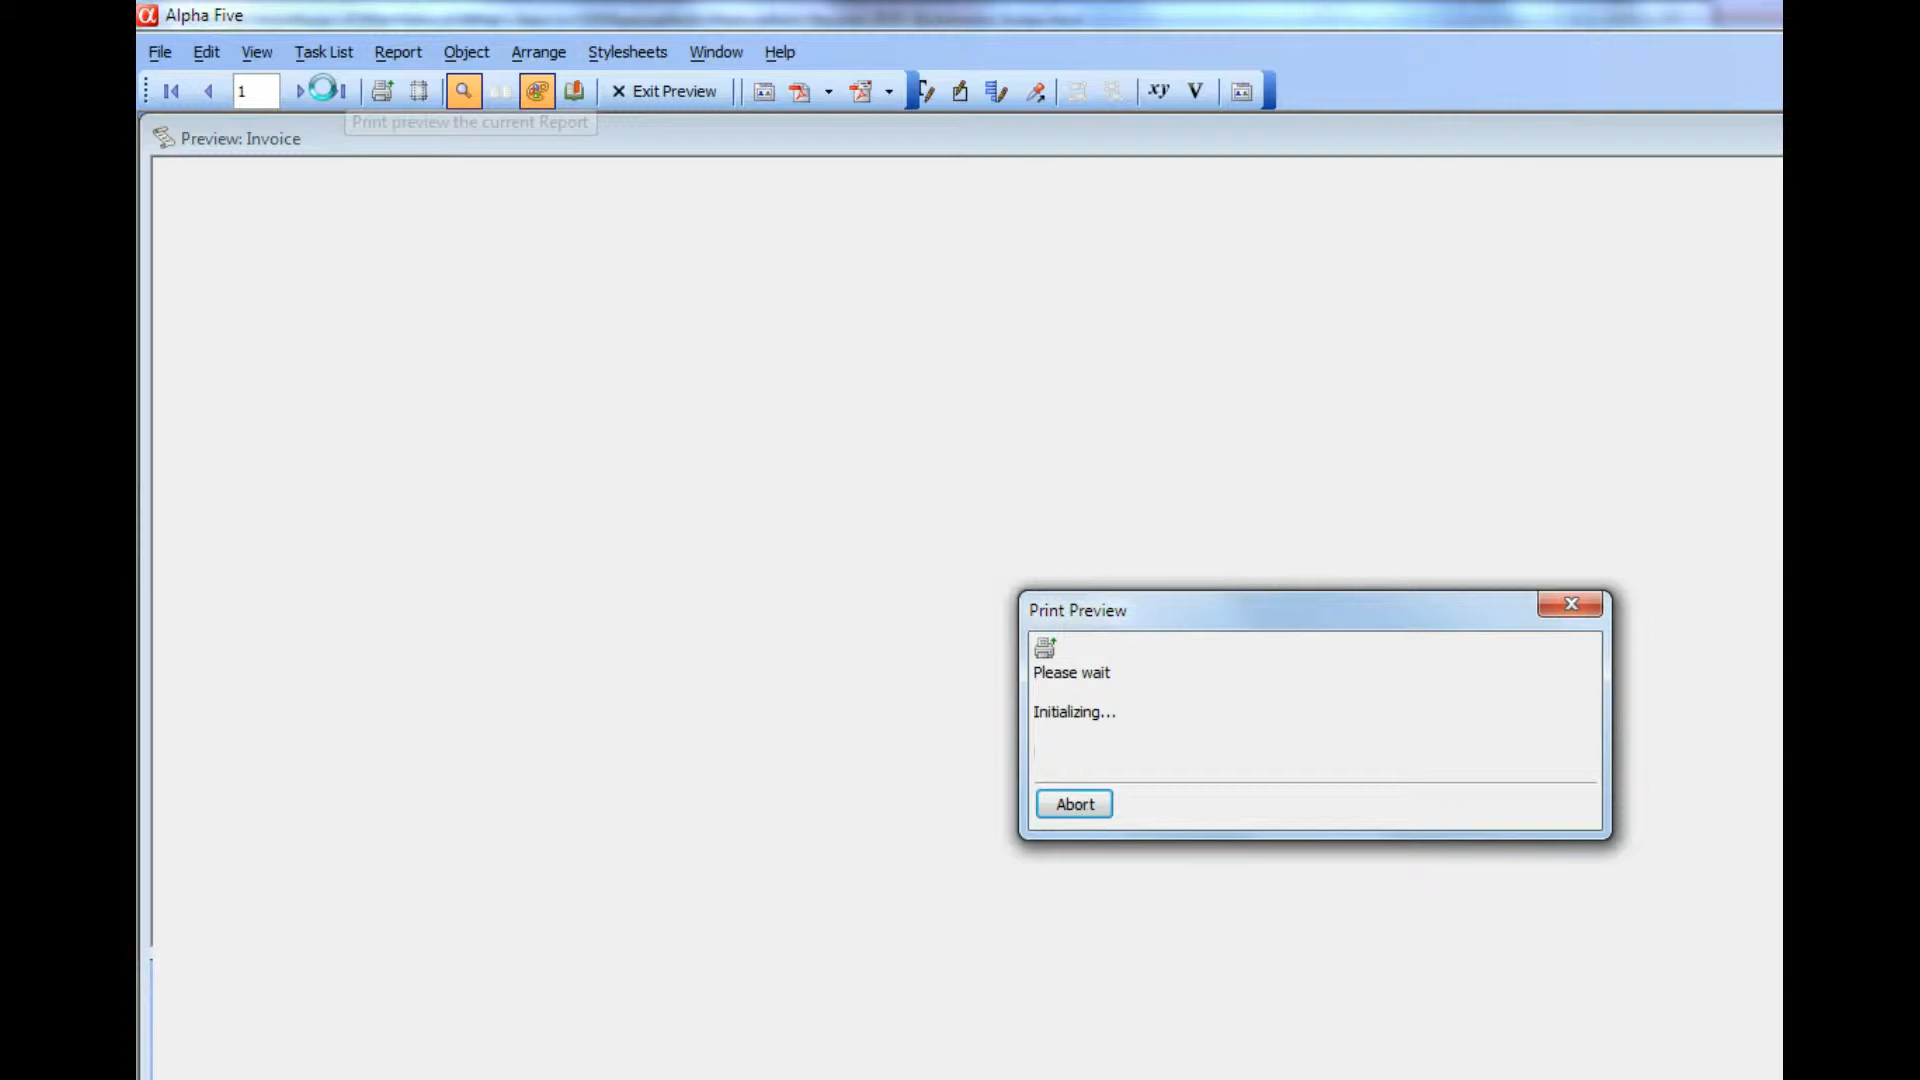 Alpha Five
File Edit View Task List Report Object Arrange Stylesheets Window Help
1 Exit Preview xy V
Print preview the current Report
Preview: Invoice
Print Preview
Please wait
Initializing...
Abort